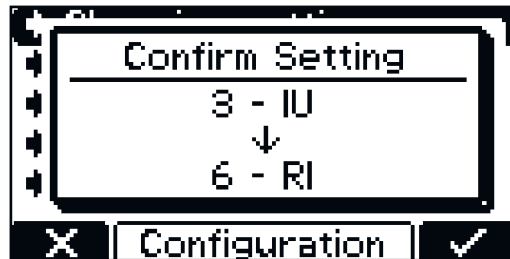 Confirm Setting
3 - IU
↓
6 - RI
Configuration